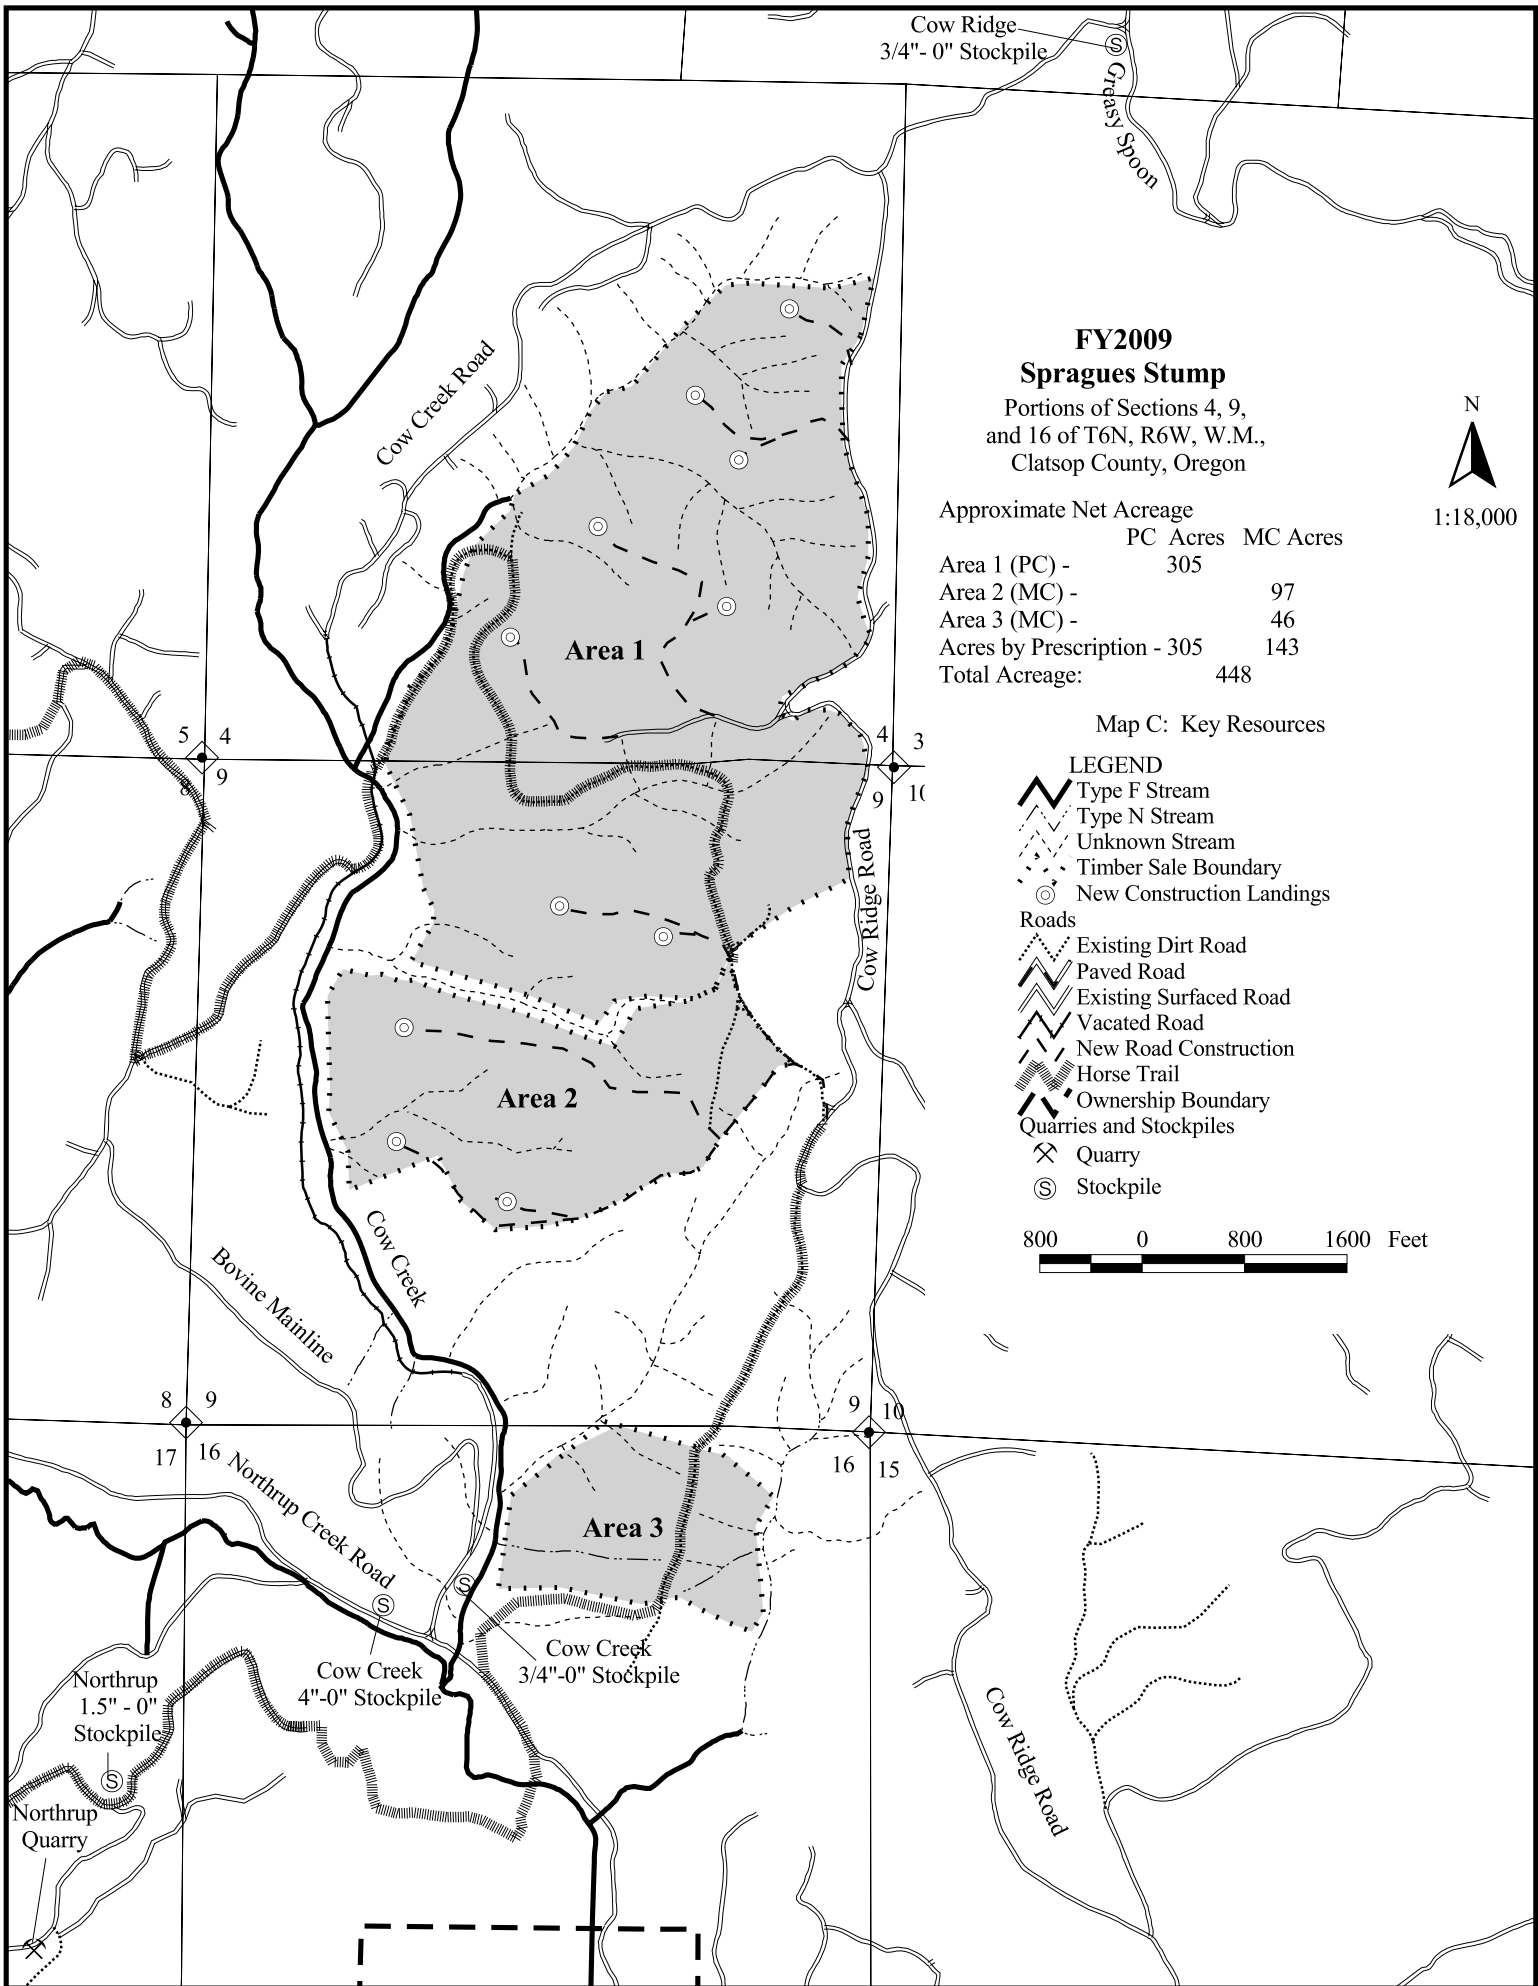 Cow Ridge
3/4"- 0" Stockpile
S
Greasy Spoon
Cow Creek Road
FY2009
Spragues Stump
Portions of Sections 4, 9,
and 16 of T6N, R6W, W.M.,
Clatsop County, Oregon
N
1:18,000
Approximate Net Acreage
PC Acres MC Acres
Area 1 (PC) - 305
Area 2 (MC) - 97
Area 3 (MC) - 46
Acres by Prescription - 305 143
Total Acreage: 448
Map C: Key Resources
LEGEND
Type F Stream
Type N Stream
Unknown Stream
Timber Sale Boundary
New Construction Landings
Roads
Existing Dirt Road
Paved Road
Existing Surfaced Road
Vacated Road
New Road Construction
Horse Trail
Ownership Boundary
Quarries and Stockpiles
Quarry
S Stockpile
800 0 800 1600 Feet
Area 1
5 4
8 9
4 3
9 10
Cow Ridge Road
Area 2
Cow Creek
Bovine Mainline
8 9
17 16
9 10
16 15
Northrup Creek Road
Area 3
S
S
Cow Creek
3/4"-0" Stockpile
Cow Creek
4"-0" Stockpile
Northrup
1.5" - 0"
Stockpile
S
Northrup
Quarry
Cow Ridge Road